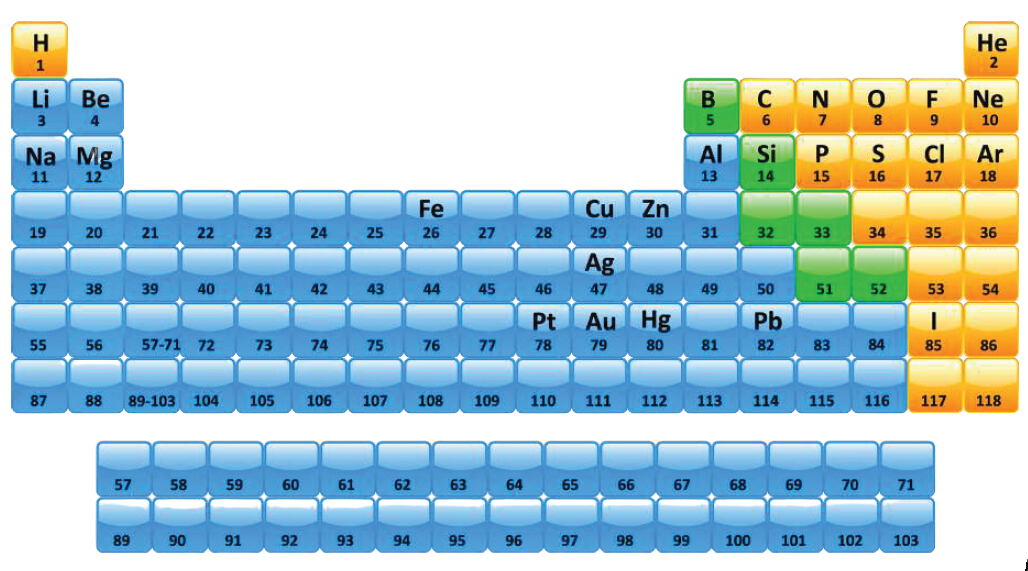 H He
1 2
Li Be B C N O F Ne
3 4 5 6 7 8 9 10
Na Mg Al Si P S Cl Ar
11 12 13 14 15 16 17 18
Fe Cu Zn
19 20 21 22 23 24 25 26 27 28 29 30 31 32 33 34 35 36
Ag
37 38 39 40 41 42 43 44 45 46 47 48 49 50 51 52 53 54
Pt Au Hg Pb I
55 56 57-71 72 73 74 75 76 77 78 79 80 81 82 83 84 85 86
87 88 89-103 104 105 106 107 108 109 110 111 112 113 114 115 116 117 118
57 58 59 60 61 62 63 64 65 66 67 68 69 70 71
89 90 91 92 93 94 95 96 97 98 99 100 101 102 103